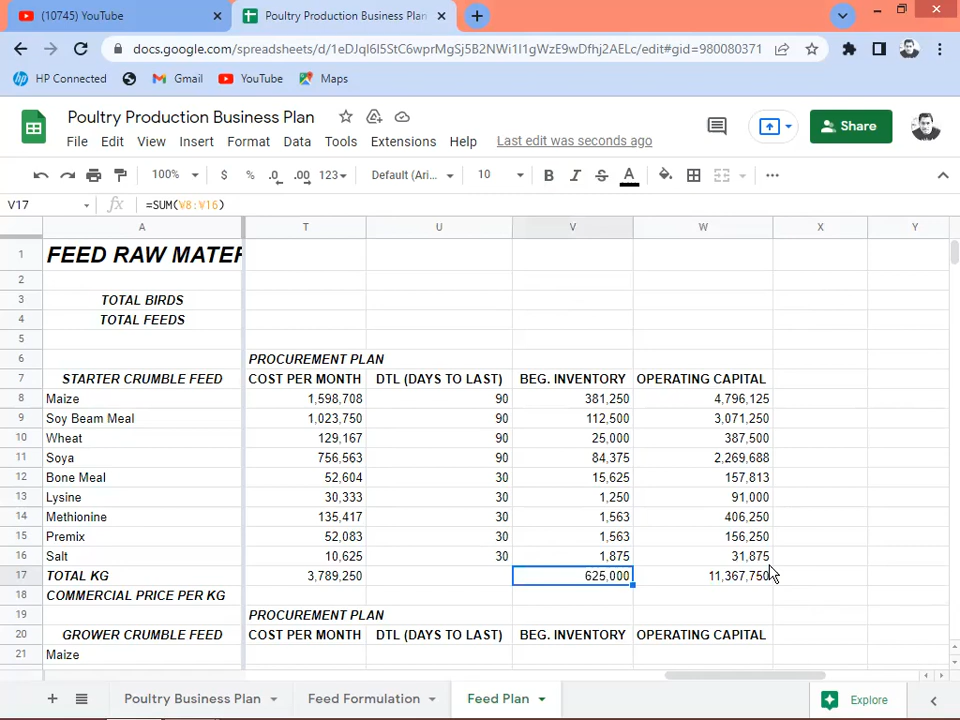 (10745) YouTube
Poultry Production Business Plan
docs.google.com/spreadsheets/d/1eDJqI6I5StC6wprMgSj5B2NWi1I1gWzE9wDfhj2AELc/edit#gid=980080371
HP Connected
Gmail
YouTube
Maps
Poultry Production Business Plan
File Edit View Insert Format Data Tools Extensions Help Last edit was seconds ago
Share
100% $ % .0 .00 123 Default (Ari... 10 B I S A
V17 fx =SUM(V8:V16)
A T U V W X Y
1 FEED RAW MATER
2
3 TOTAL BIRDS
4 TOTAL FEEDS
5
6 PROCUREMENT PLAN
7 STARTER CRUMBLE FEED COST PER MONTH DTL (DAYS TO LAST) BEG. INVENTORY OPERATING CAPITAL
8 Maize 1,598,708 90 381,250 4,796,125
9 Soy Beam Meal 1,023,750 90 112,500 3,071,250
10 Wheat 129,167 90 25,000 387,500
11 Soya 756,563 90 84,375 2,269,688
12 Bone Meal 52,604 30 15,625 157,813
13 Lysine 30,333 30 1,250 91,000
14 Methionine 135,417 30 1,563 406,250
15 Premix 52,083 30 1,563 156,250
16 Salt 10,625 30 1,875 31,875
17 TOTAL KG 3,789,250 625,000 11,367,750
18 COMMERCIAL PRICE PER KG
19 PROCUREMENT PLAN
20 GROWER CRUMBLE FEED COST PER MONTH DTL (DAYS TO LAST) BEG. INVENTORY OPERATING CAPITAL
21 Maize
Poultry Business Plan Feed Formulation Feed Plan Explore